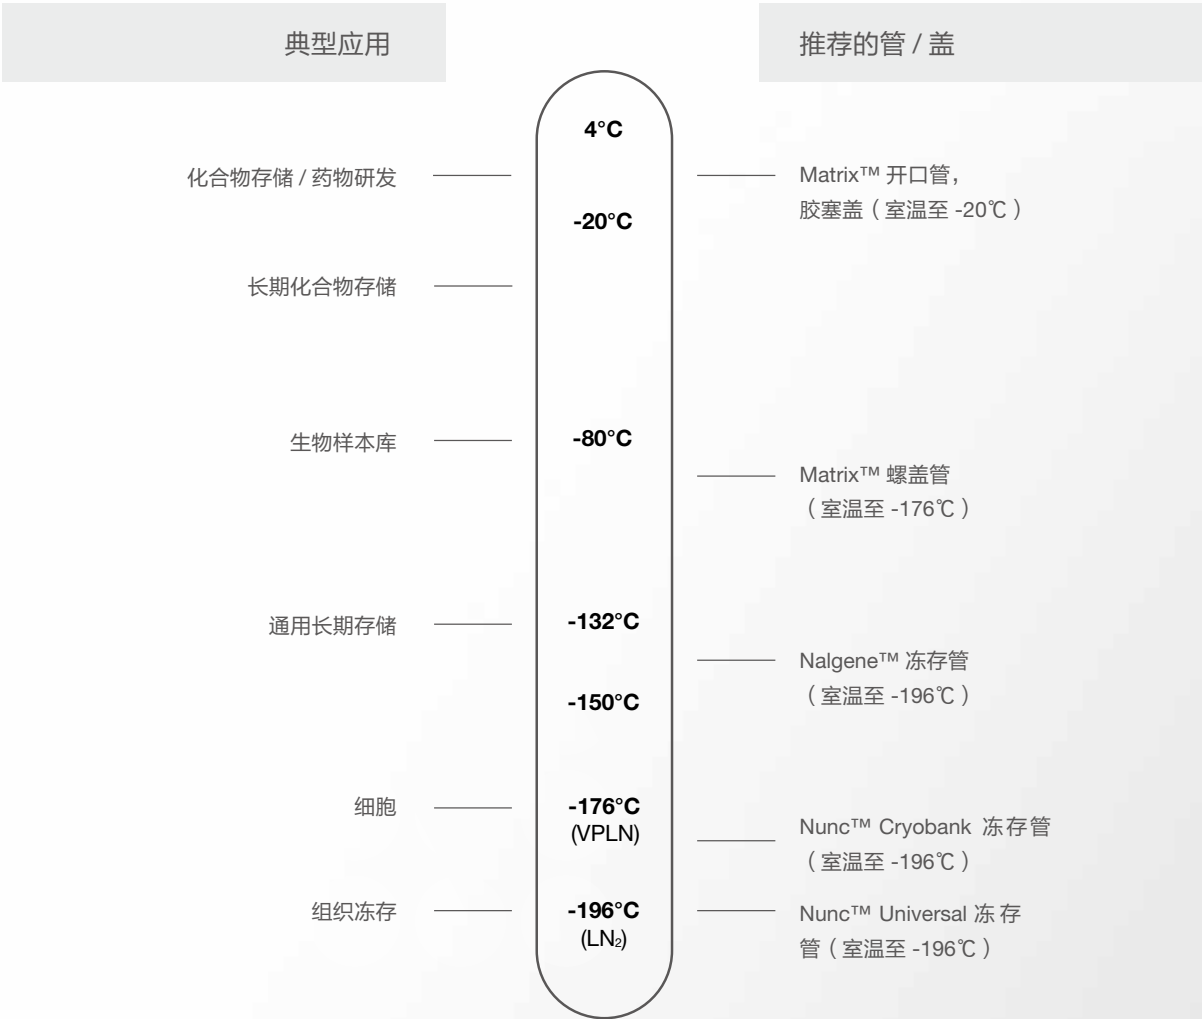 典型应用
推荐的管 / 盖
4°C
化合物存储 / 药物研发
Matrix™ 开口管，
胶塞盖（室温至 -20℃）
-20°C
长期化合物存储
生物样本库
-80°C
Matrix™ 螺盖管
（室温至 -176℃）
通用长期存储
-132°C
Nalgene™ 冻存管
（室温至 -196℃）
-150°C
细胞
-176°C
(VPLN)
Nunc™ Cryobank 冻存管
（室温至 -196℃）
组织冻存
-196°C
(LN₂)
Nunc™ Universal 冻存
管（室温至 -196℃）